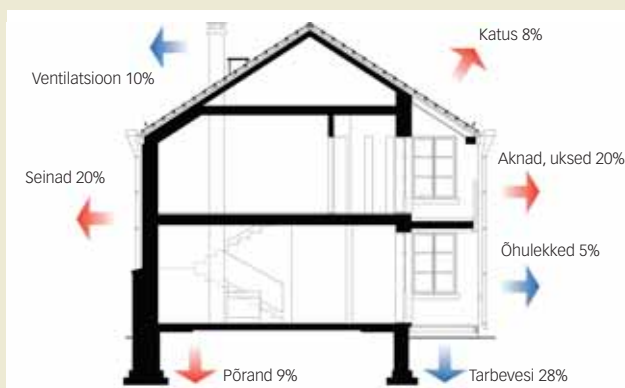 Katus 8%
Ventilatsioon 10%
Aknad, uksed 20%
Seinad 20%
Õhulekked 5%
Põrand 9%
Tarbevesi 28%